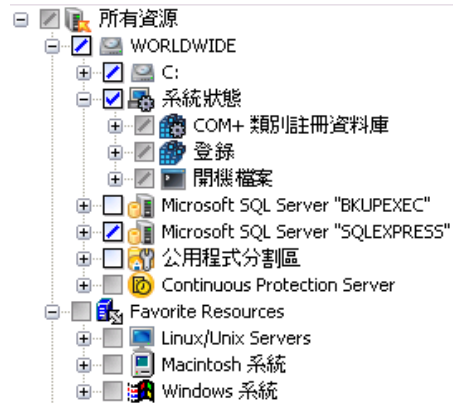 所有資源
WORLDWIDE
C:
系統狀態
COM+ 類別註冊資料庫
登錄
開機檔案
Microsoft SQL Server "BKUPEXEC"
Microsoft SQL Server "SQLEXPRESS"
公用程式分割區
Continuous Protection Server
Favorite Resources
Linux/Unix Servers
Macintosh 系統
Windows 系統